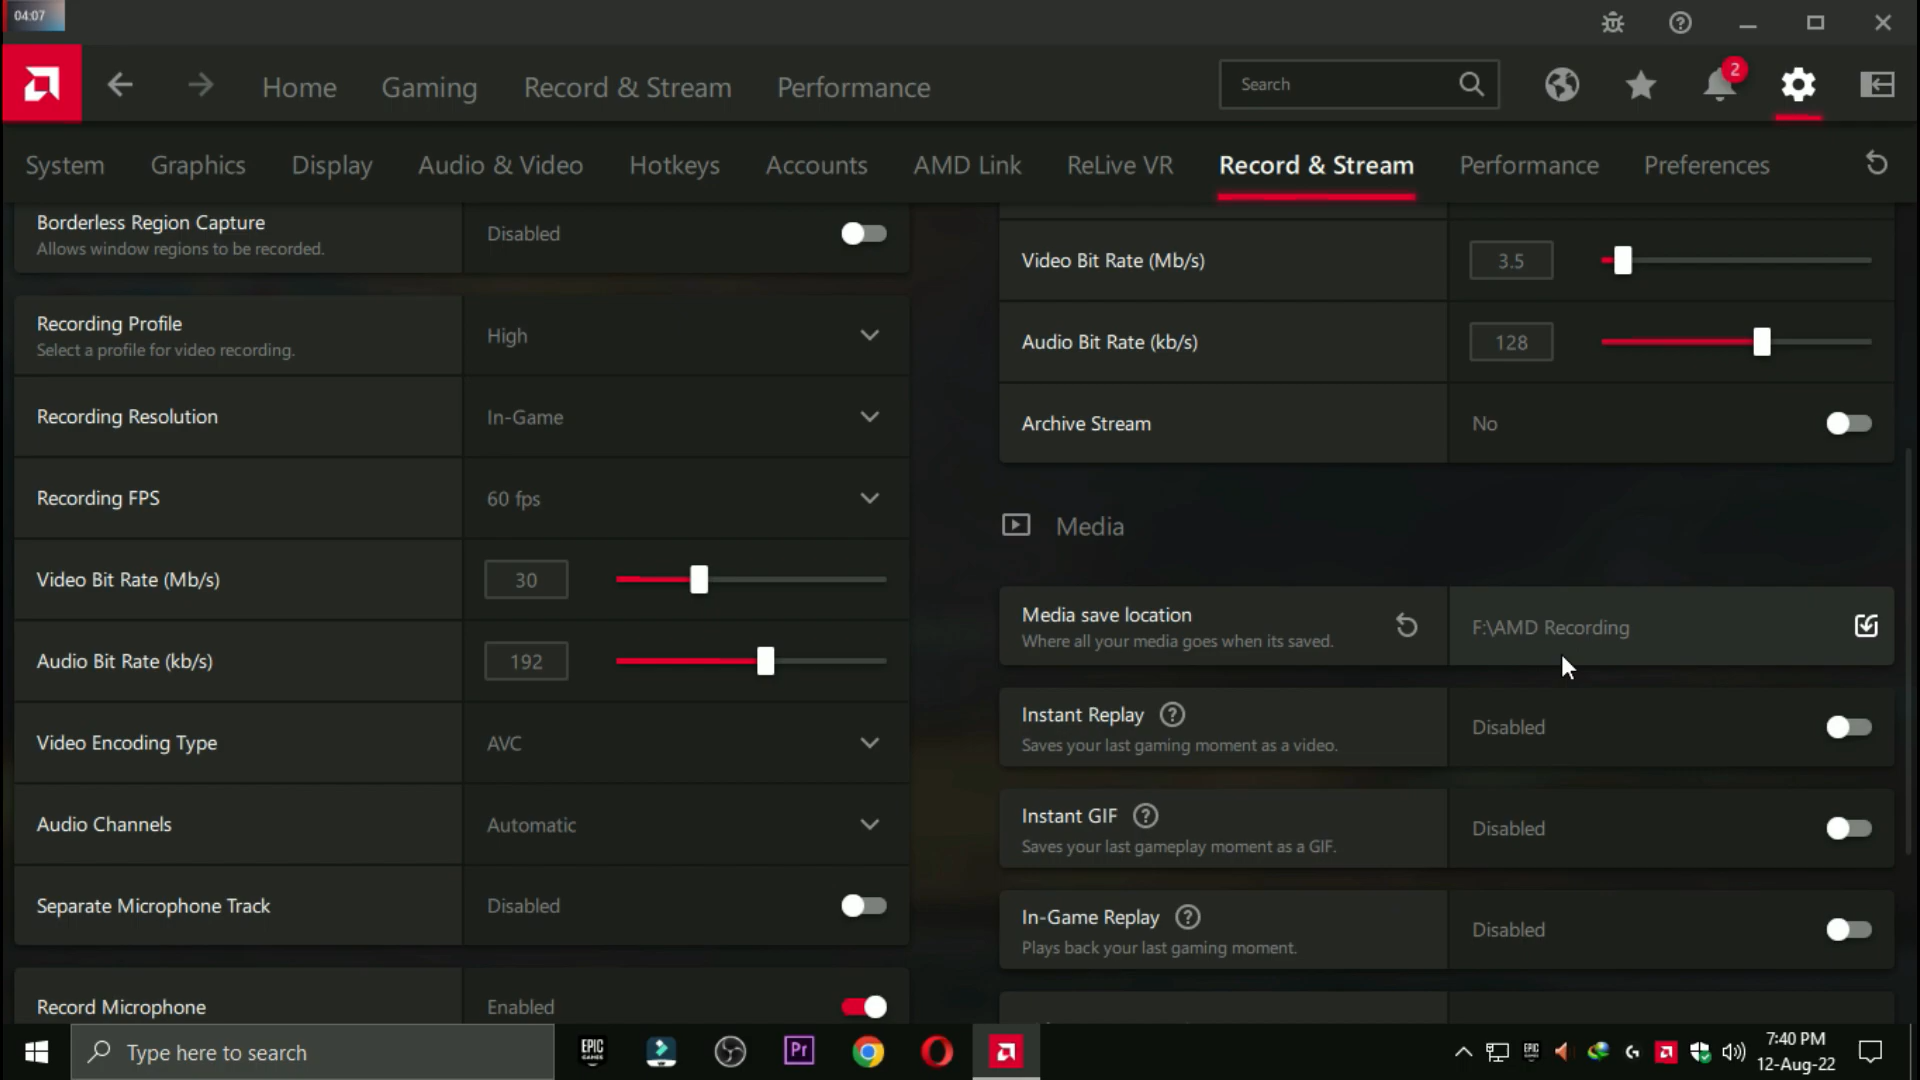 04:07
Home
Gaming
Record & Stream
Performance
Search
2
System
Graphics
Display
Audio & Video
Hotkeys
Accounts
AMD Link
ReLive VR
Record & Stream
Performance
Preferences
Borderless Region Capture
Allows window regions to be recorded.
Disabled
Recording Profile
Select a profile for video recording.
High
Recording Resolution
In-Game
Recording FPS
60 fps
Video Bit Rate (Mb/s)
30
Audio Bit Rate (kb/s)
192
Video Encoding Type
AVC
Audio Channels
Automatic
Separate Microphone Track
Disabled
Record Microphone
Enabled
Video Bit Rate (Mb/s)
3.5
Audio Bit Rate (kb/s)
128
Archive Stream
No
Media
Media save location
Where all your media goes when its saved.
F:\AMD Recording
Instant Replay
Saves your last gaming moment as a video.
Disabled
Instant GIF
Saves your last gameplay moment as a GIF.
Disabled
In-Game Replay
Plays back your last gaming moment.
Disabled
Type here to search
EPIC
GAMES
Pr
7:40 PM
12-Aug-22